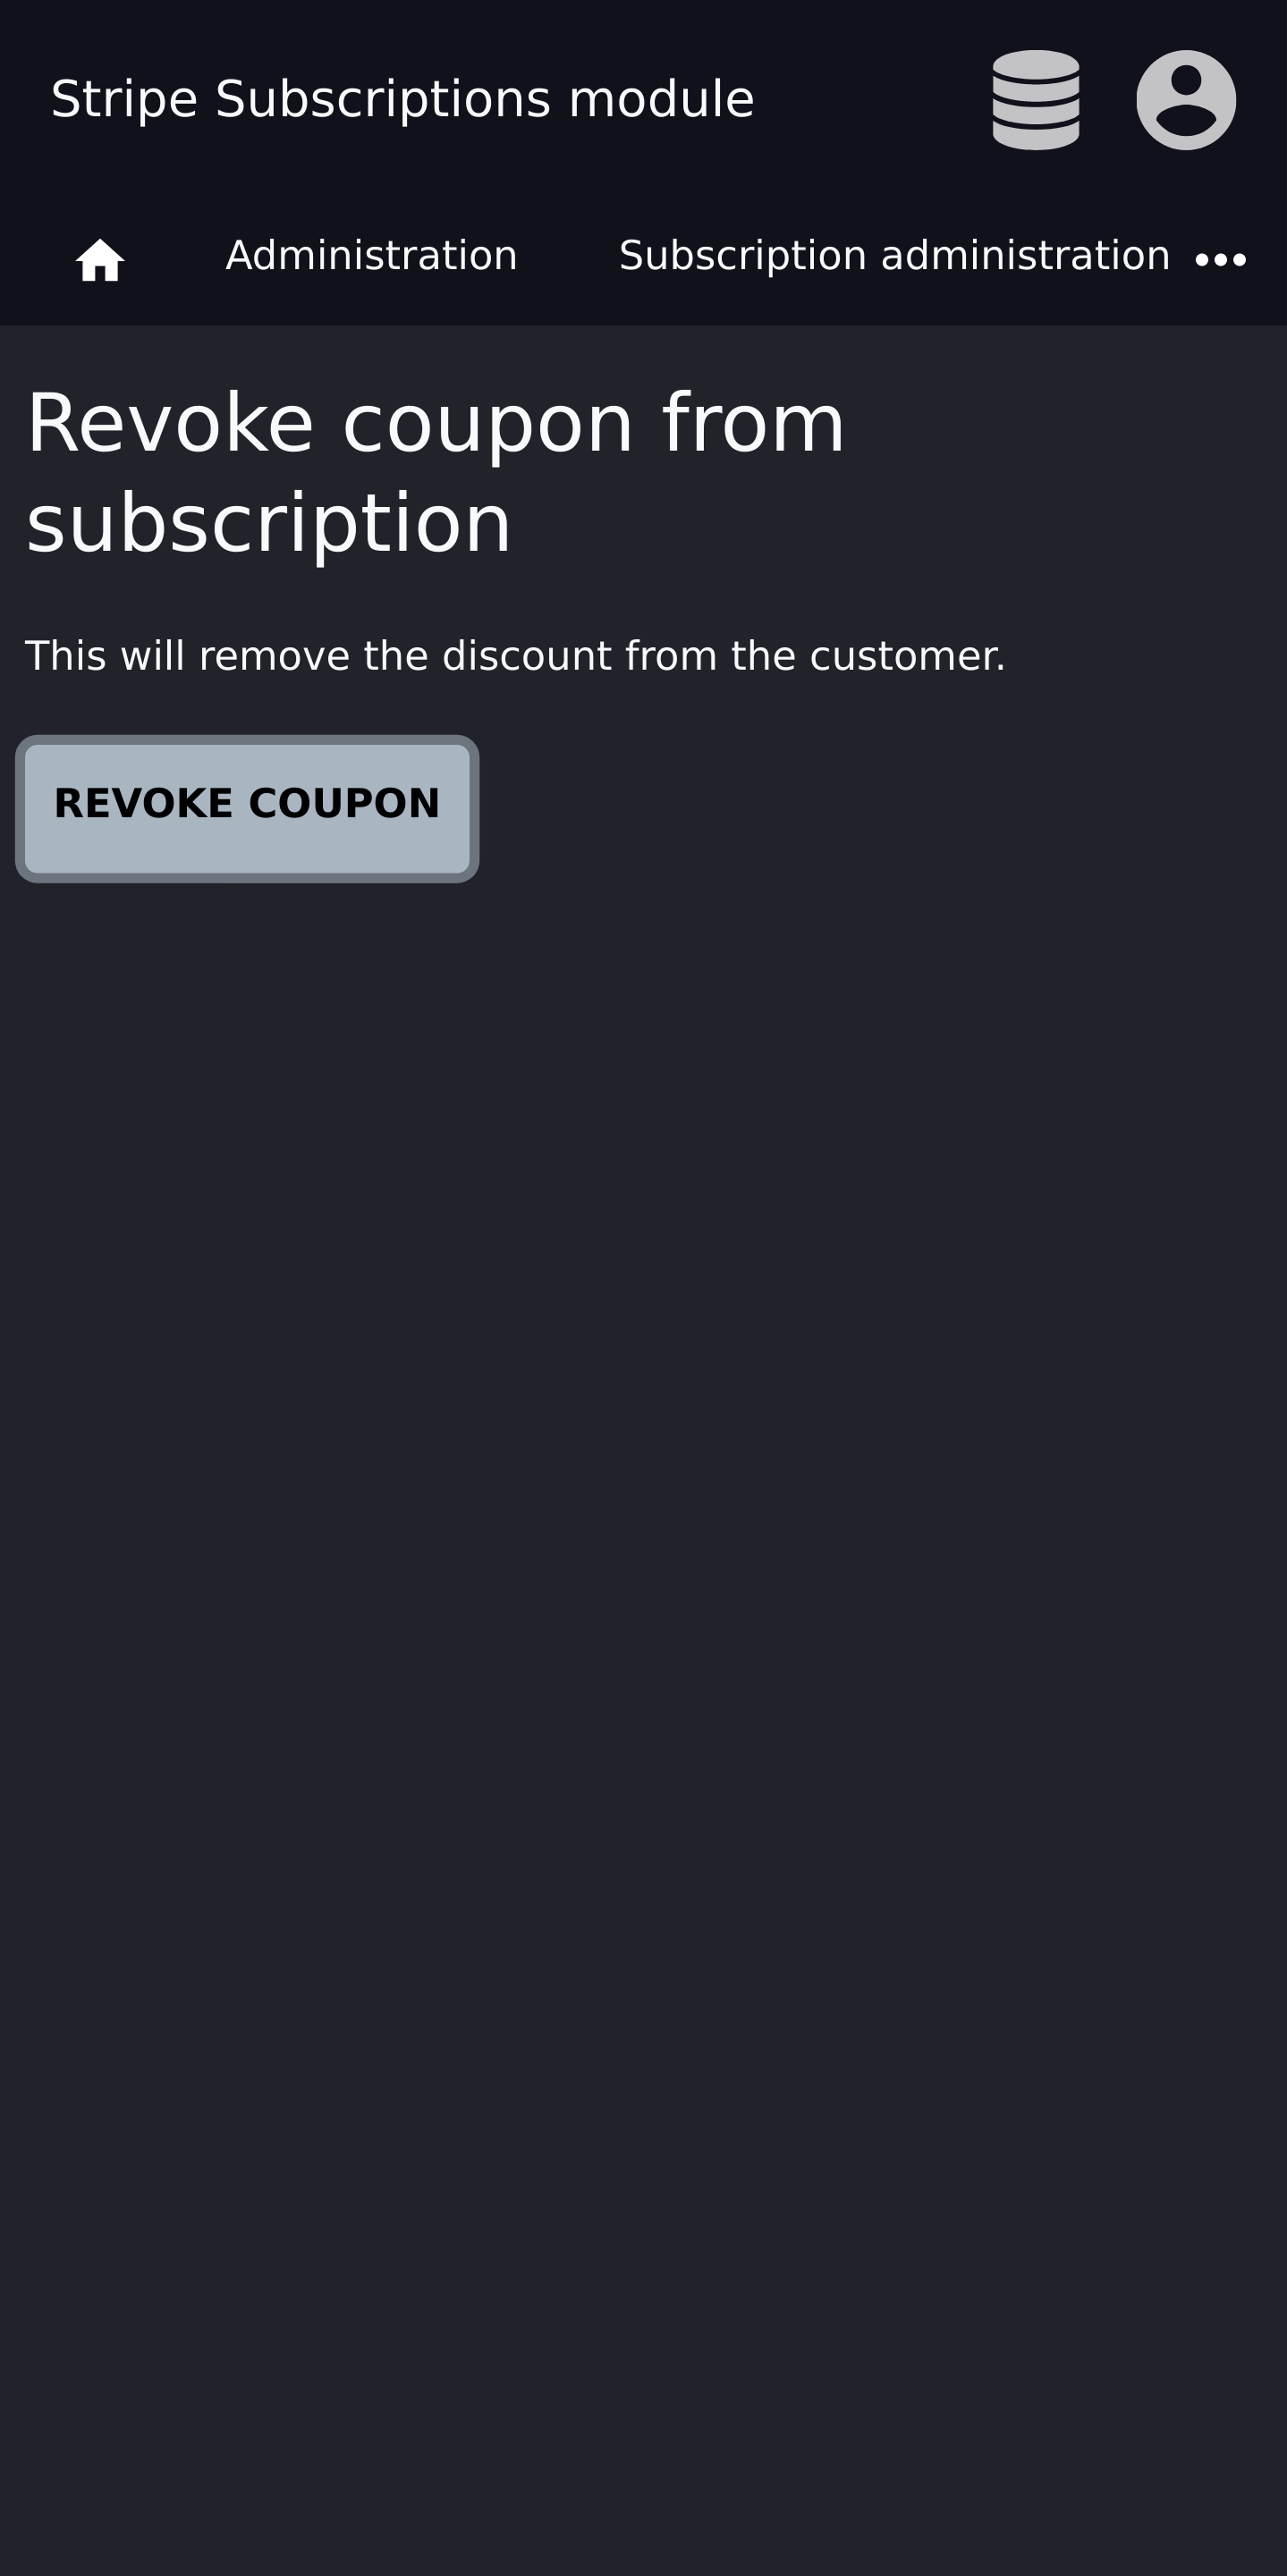 Stripe Subscriptions module
Administration Subscription administration
Revoke coupon from
subscription
This will remove the discount from the customer.
REVOKE COUPON